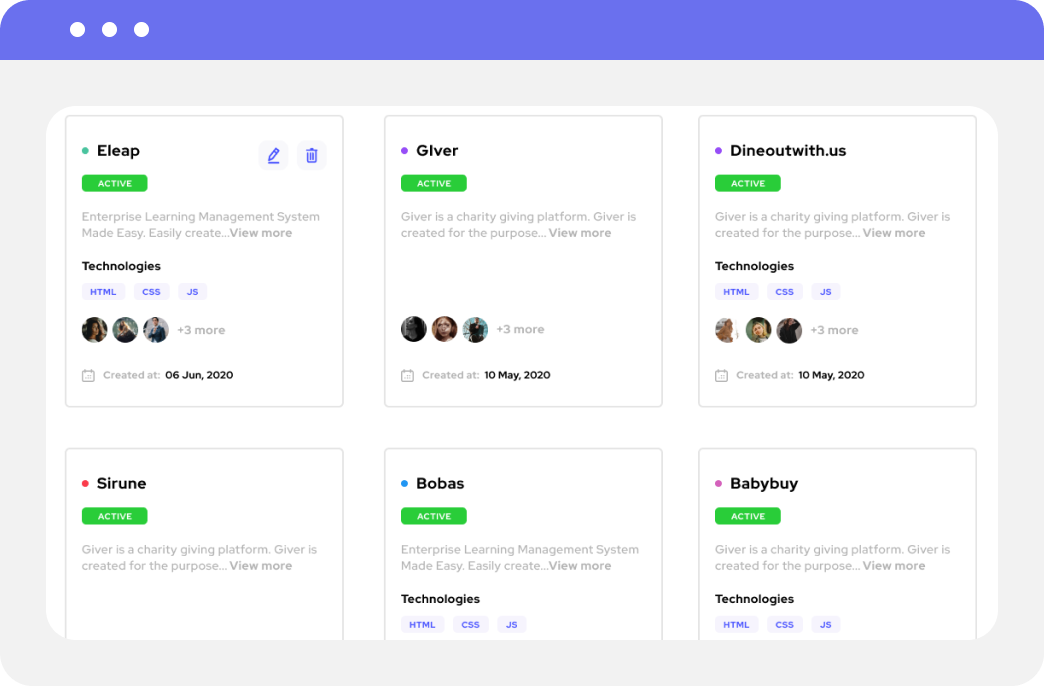 Eleap
ACTIVE
Enterprise Learning Management System
Made Easy. Easily create...View more
Technologies
HTML CSS JS
+3 more
Created at: 06 Jun, 2020
GIver
ACTIVE
Giver is a charity giving platform. Giver is
created for the purpose... View more
+3 more
Created at: 10 May, 2020
Dineoutwith.us
ACTIVE
Giver is a charity giving platform. Giver is
created for the purpose... View more
Technologies
HTML CSS JS
+3 more
Created at: 10 May, 2020
Sirune
ACTIVE
Giver is a charity giving platform. Giver is
created for the purpose... View more
Bobas
ACTIVE
Enterprise Learning Management System
Made Easy. Easily create...View more
Technologies
HTML CSS JS
Babybuy
ACTIVE
Giver is a charity giving platform. Giver is
created for the purpose... View more
Technologies
HTML CSS JS